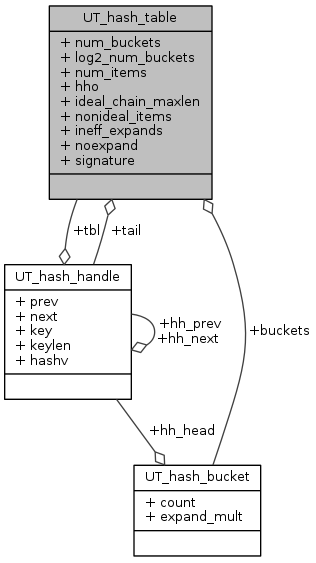 UT_hash_table
+ num_buckets
+ log2_num_buckets
+ num_items
+ hho
+ ideal_chain_maxlen
+ nonideal_items
+ ineff_expands
+ noexpand
+ signature
+tbl
+tail
UT_hash_handle
+ prev
+ next
+ key
+ keylen
+ hashv
+hh_prev
+hh_next
+buckets
+hh_head
UT_hash_bucket
+ count
+ expand_mult